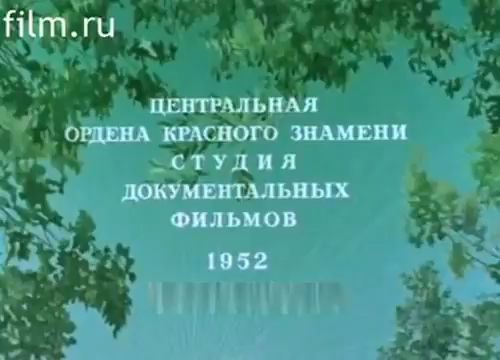 film.ru
ЦЕНТРАЛЬНАЯ
ОРДЕНА КРАСНОГО ЗНАМЕНИ
СТУДИЯ
ДОКУМЕНТАЛЬНЫХ
ФИЛЬМОВ
1952